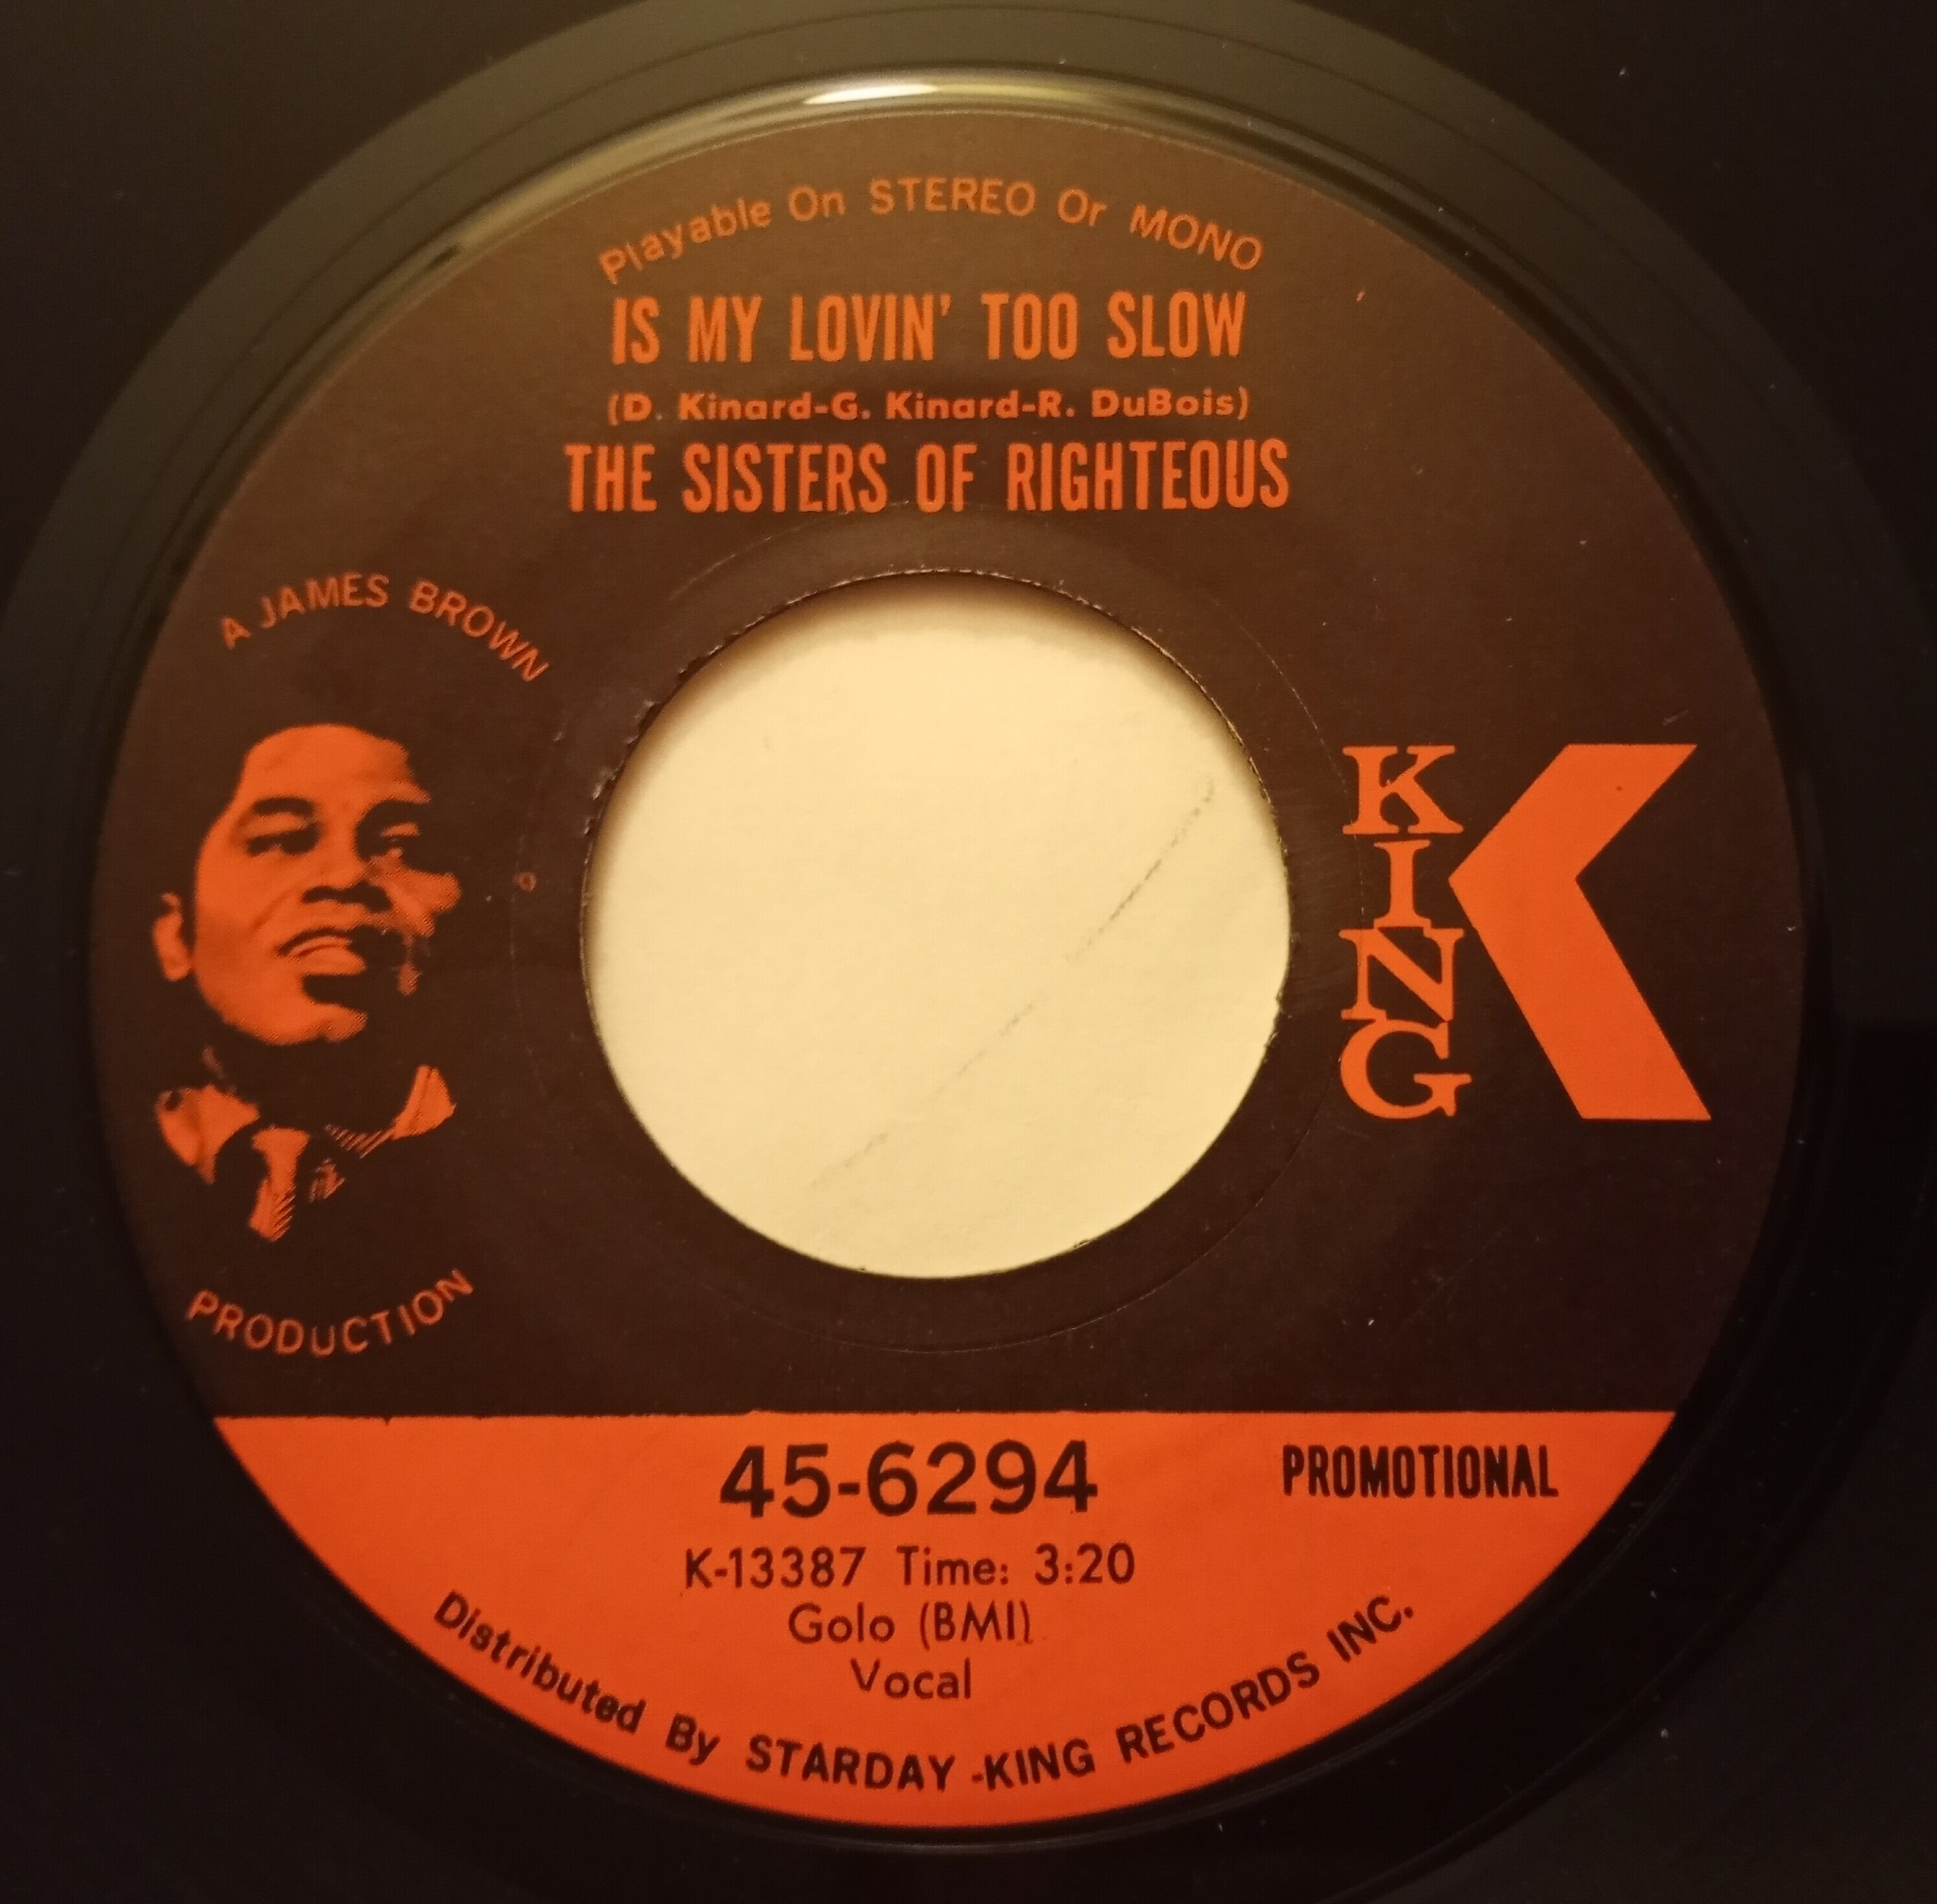 Playable On STEREO Or MONO
IS MY LOVIN' TOO SLOW
(D. Kinard-G. Kinard-R. DuBois)
THE SISTERS OF RIGHTEOUS
A JAMES BROWN
PRODUCTION
KING
K
45-6294
PROMOTIONAL
K-13387 Time: 3:20
Golo (BMI)
Vocal
Distributed By STARDAY-KING RECORDS INC.